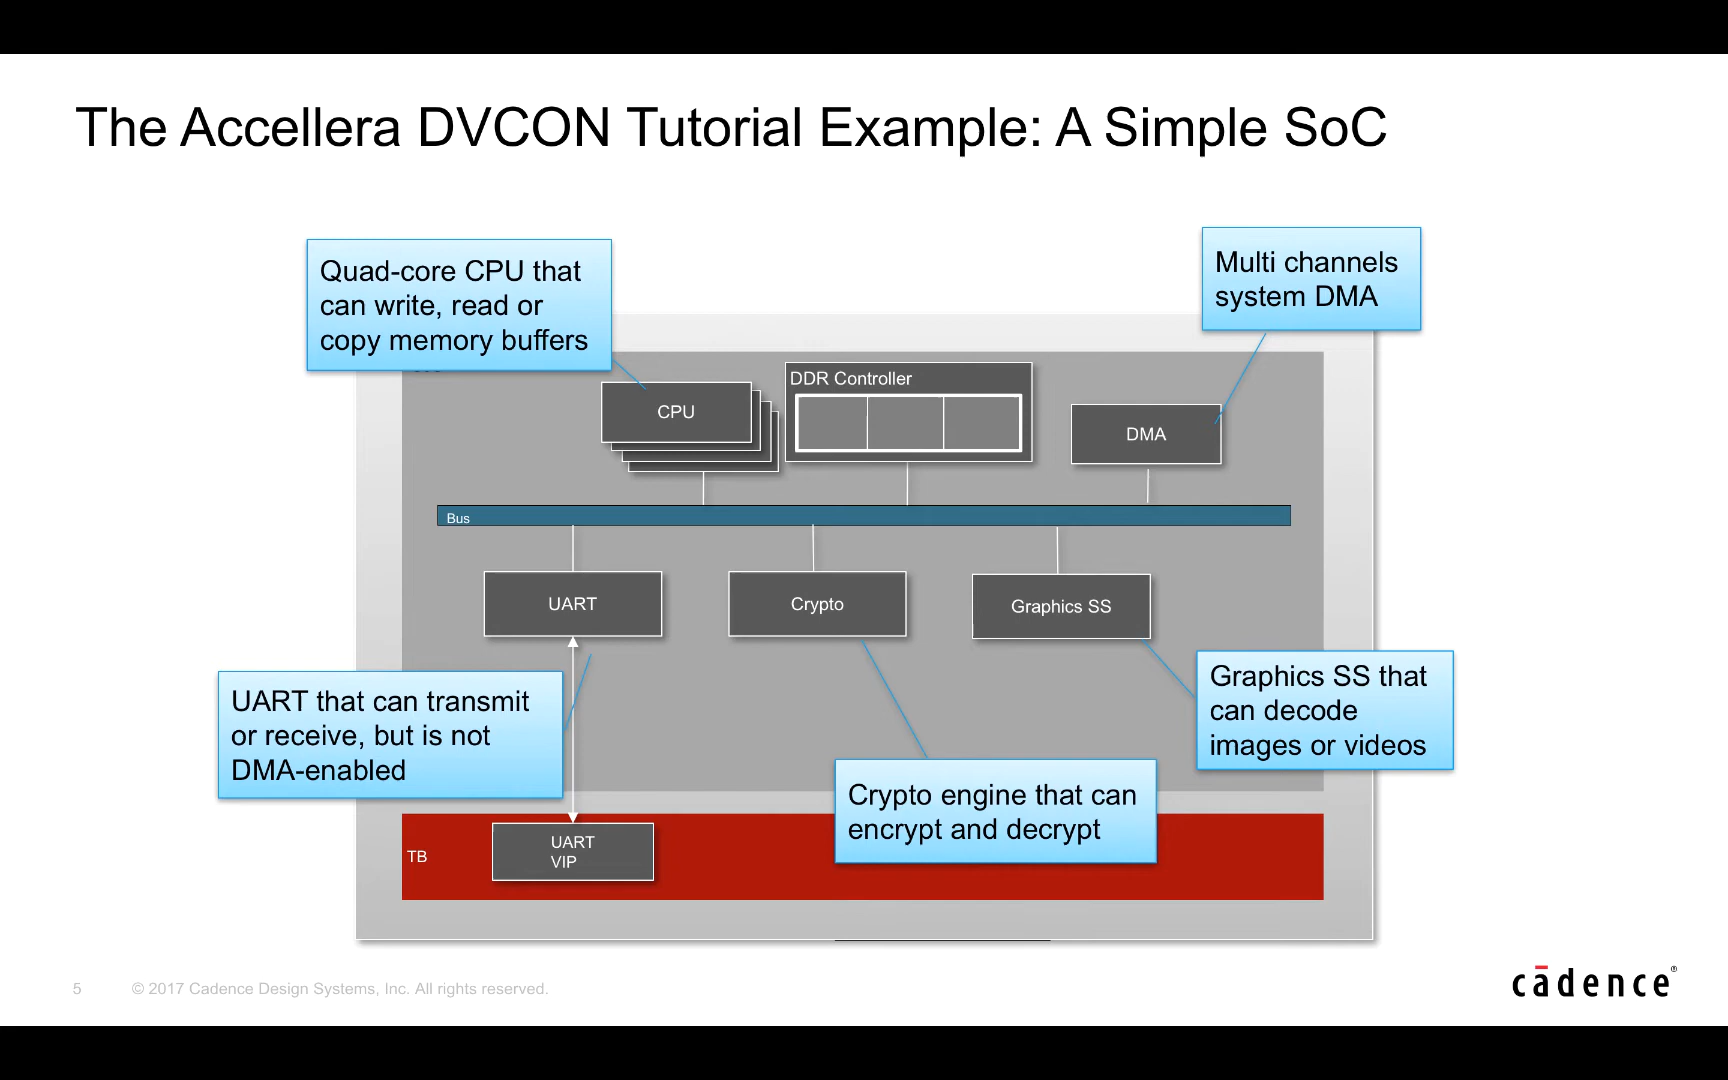 The Accellera DVCON Tutorial Example: A Simple SoC
Quad-core CPU that
can write, read or
copy memory buffers
Multi channels
system DMA
CPU
DDR Controller
DMA
Bus
UART
Crypto
Graphics SS
UART that can transmit
or receive, but is not
DMA-enabled
Graphics SS that
can decode
images or videos
Crypto engine that can
encrypt and decrypt
TB
UART
VIP
5
© 2017 Cadence Design Systems, Inc. All rights reserved.
cādence®